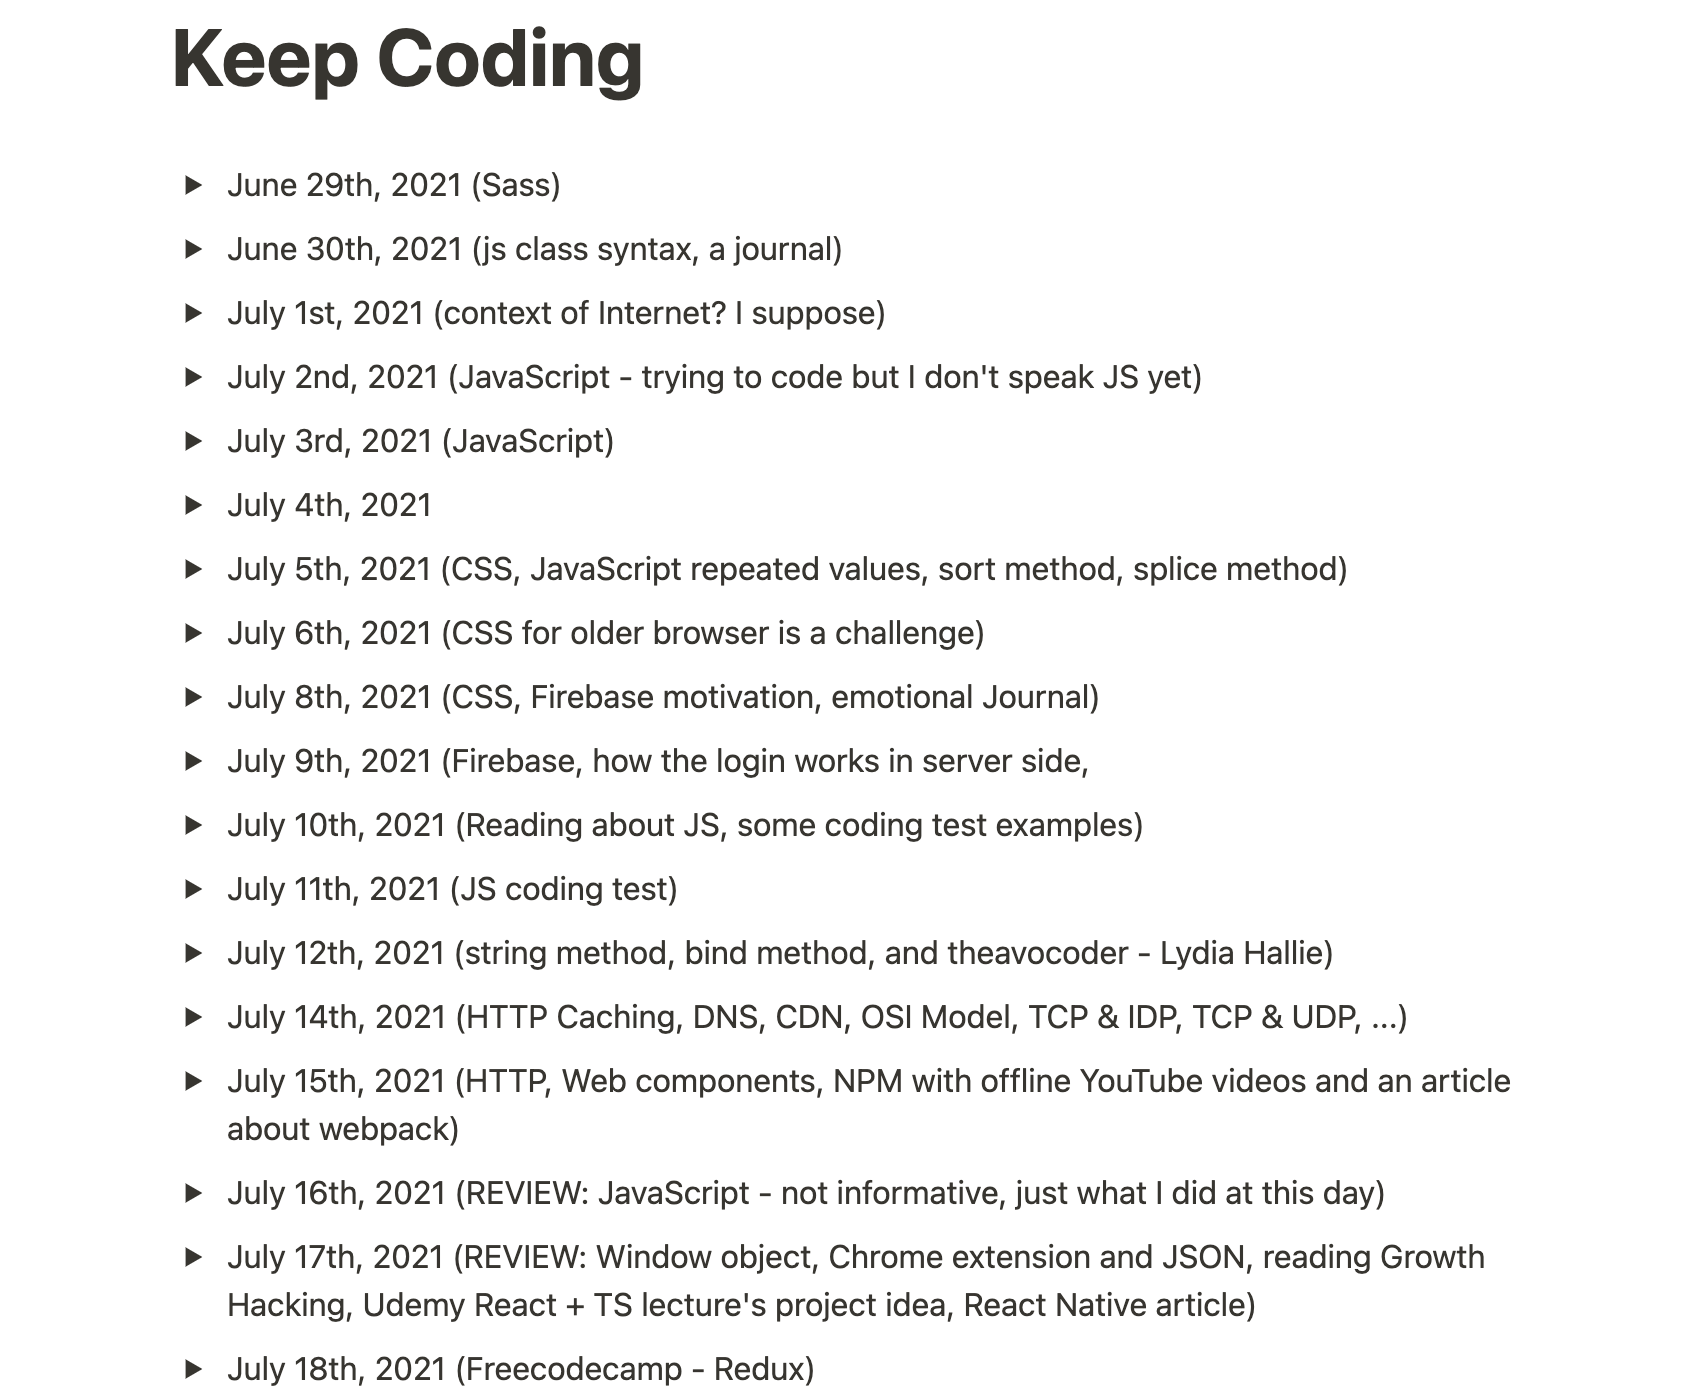 Keep Coding
June 29th, 2021 (Sass)
June 30th, 2021 (js class syntax, a journal)
July 1st, 2021 (context of Internet? I suppose)
July 2nd, 2021 (JavaScript - trying to code but I don't speak JS yet)
July 3rd, 2021 (JavaScript)
July 4th, 2021
July 5th, 2021 (CSS, JavaScript repeated values, sort method, splice method)
July 6th, 2021 (CSS for older browser is a challenge)
July 8th, 2021 (CSS, Firebase motivation, emotional Journal)
July 9th, 2021 (Firebase, how the login works in server side,
July 10th, 2021 (Reading about JS, some coding test examples)
July 11th, 2021 (JS coding test)
July 12th, 2021 (string method, bind method, and theavocoder - Lydia Hallie)
July 14th, 2021 (HTTP Caching, DNS, CDN, OSI Model, TCP & IDP, TCP & UDP, ...)
July 15th, 2021 (HTTP, Web components, NPM with offline YouTube videos and an article
about webpack)
July 16th, 2021 (REVIEW: JavaScript - not informative, just what I did at this day)
July 17th, 2021 (REVIEW: Window object, Chrome extension and JSON, reading Growth
Hacking, Udemy React + TS lecture's project idea, React Native article)
July 18th, 2021 (Freecodecamp - Redux)